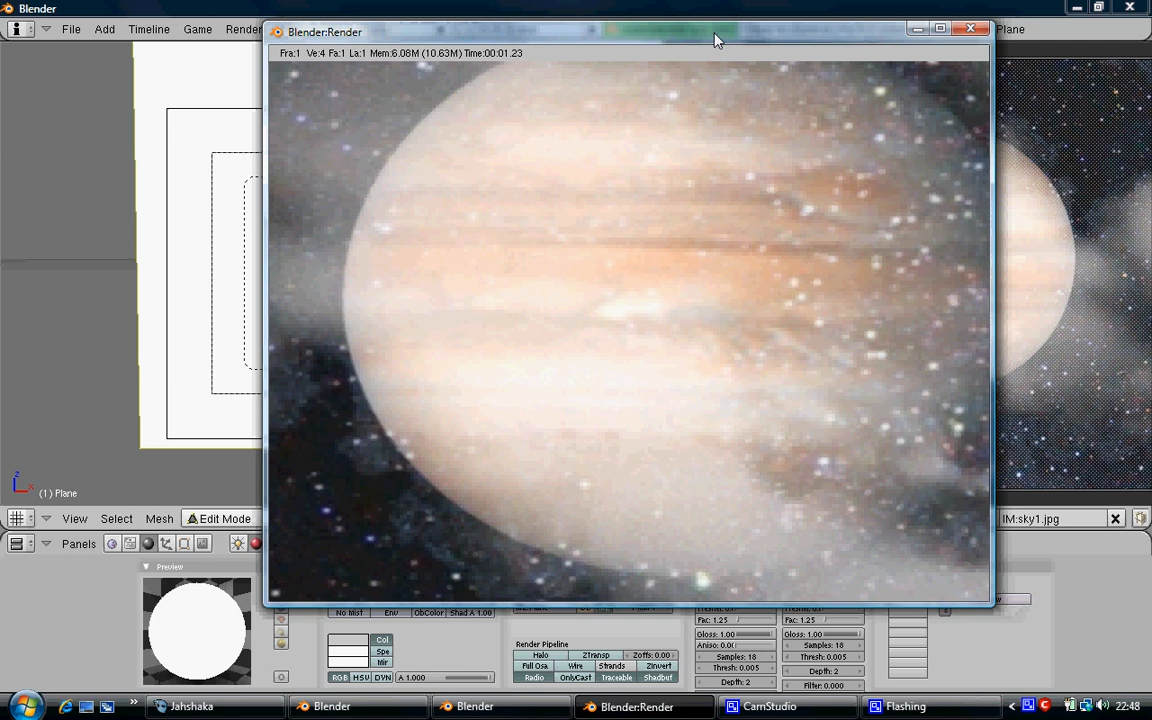 Blender
File Add Timeline Game Render
Blender:Render
Plane
Fra:1 Ve:4 Fa:1 La:1 Mem:6.08M (10.63M) Time:00:01.23
z
x
(1) Plane
View Select Mesh Edit Mode
IM:sky1.jpg
Panels
Preview
No Mist Env ObColor Shad A 1.00
Fac: 1.25 Fac: 1.25
Col
Spe
Mir
RGB HSV DYN A 1.000
Render Pipeline
Halo ZTransp Zoffs: 0.00
Full Osa Wire Strands ZInvert
Radio OnlyCast Traceable Shadbuf
Gloss: 1.00 Gloss: 1.00
Aniso: 0.0 Samples: 18
Samples: 18 Thresh: 0.005
Thresh: 0.005 Depth: 2
Depth: 2 Filter: 0.000
Jahshaka Blender Blender Blender:Render CamStudio Flashing 22:48